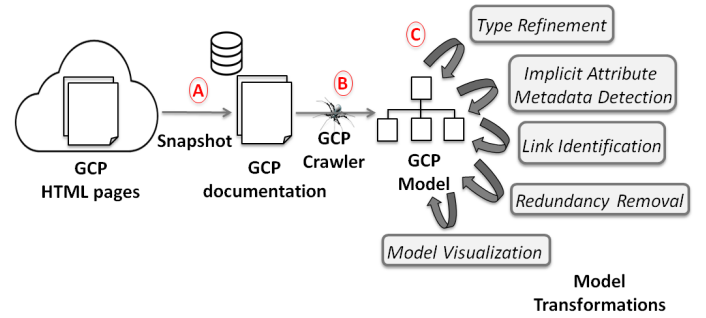 C
Type Refinement
A
B
Implicit Attribute
Metadata Detection
Snapshot
GCP
Crawler
Link Identification
GCP
HTML pages
GCP
documentation
GCP
Model
Redundancy Removal
Model Visualization
Model
Transformations